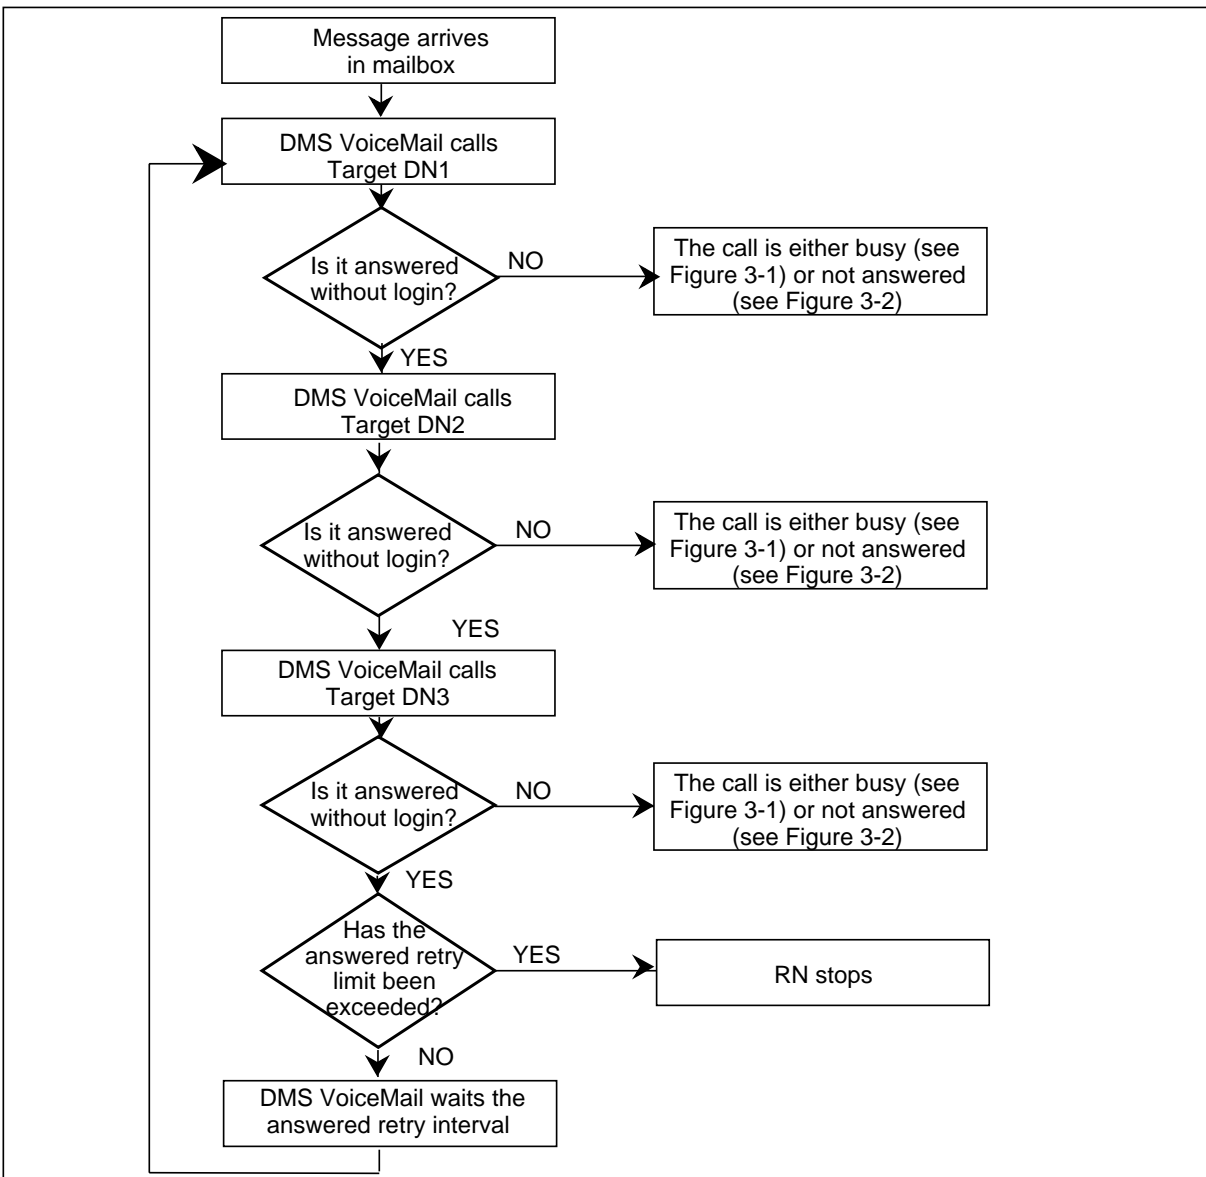 Message arrives
in mailbox
DMS VoiceMail calls
Target DN1
Is it answered
without login?
NO
The call is either busy (see
Figure 3-1) or not answered
(see Figure 3-2)
YES
DMS VoiceMail calls
Target DN2
Is it answered
without login?
NO
The call is either busy (see
Figure 3-1) or not answered
(see Figure 3-2)
YES
DMS VoiceMail calls
Target DN3
Is it answered
without login?
NO
The call is either busy (see
Figure 3-1) or not answered
(see Figure 3-2)
YES
Has the
answered retry
limit been
exceeded?
YES
RN stops
NO
DMS VoiceMail waits the
answered retry interval